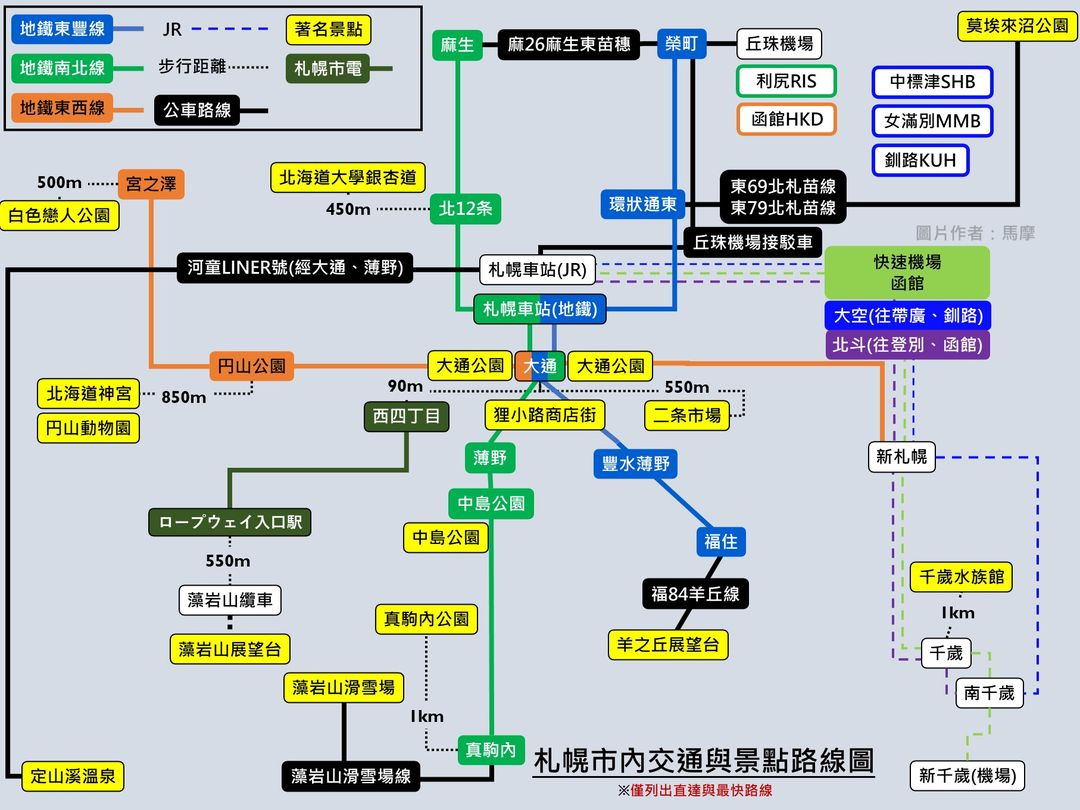 地鐵東豐線
JR
著名景點
地鐵南北線
步行距離
札幌市電
地鐵東西線
公車路線
麻生
麻26麻生東苗穗
榮町
丘珠機場
莫埃來沼公園
利尻RIS
函館HKD
中標津SHB
女滿別MMB
釧路KUH
500m
宮之澤
白色戀人公園
北海道大學銀杏道
450m
北12条
環狀通東
東69北札苗線
東79北札苗線
圖片作者：馬摩
丘珠機場接駁車
河童LINER號(經大通、薄野)
札幌車站(JR)
快速機場
函館
札幌車站(地鐵)
大空(往帶廣、釧路)
北斗(往登別、函館)
円山公園
大通公園
大通
大通公園
北海道神宮
850m
90m
550m
円山動物園
西四丁目
狸小路商店街
二条市場
薄野
豐水薄野
新札幌
中島公園
ロープウェイ入口駅
中島公園
福住
550m
藻岩山纜車
福84羊丘線
千歲水族館
1km
藻岩山展望台
真駒內公園
羊之丘展望台
千歲
藻岩山滑雪場
南千歲
1km
真駒內
定山溪溫泉
藻岩山滑雪場線
新千歲(機場)
札幌市內交通與景點路線圖
※僅列出直達與最快路線